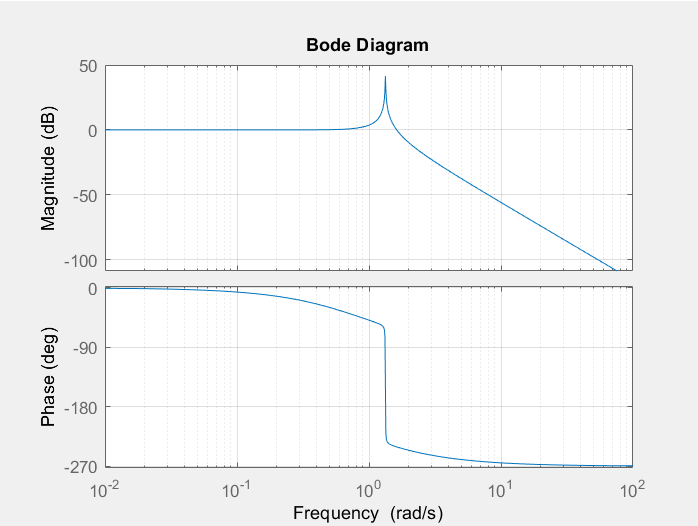 Bode Diagram
Magnitude (dB)
50
0
-50
-100
Phase (deg)
0
-90
-180
-270
10^-2 10^-1 10^0 10^1 10^2
Frequency (rad/s)